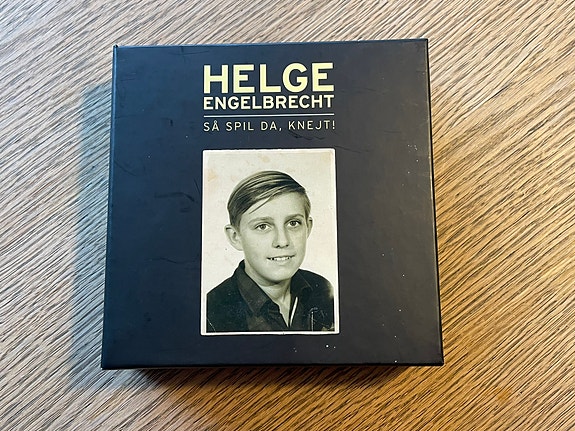 HELGE
ENGELBRECHT
SÅ SPIL DA, KNEJT!